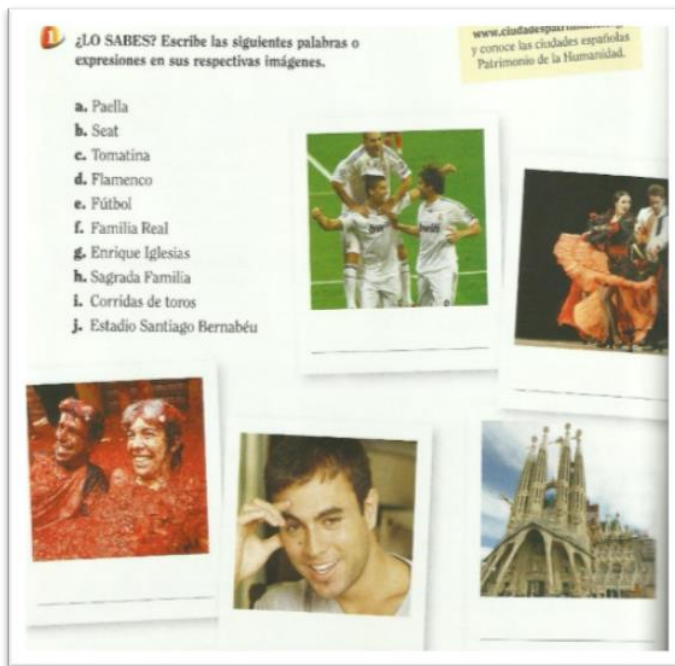 1 ¿LO SABES? Escribe las siguientes palabras o
expresiones en sus respectivas imágenes.
y conoce las ciudades españolas
Patrimonio de la Humanidad.
a. Paella
b. Seat
c. Tomatina
d. Flamenco
e. Fútbol
f. Familia Real
g. Enrique Iglesias
h. Sagrada Familia
i. Corridas de toros
j. Estadio Santiago Bernabéu